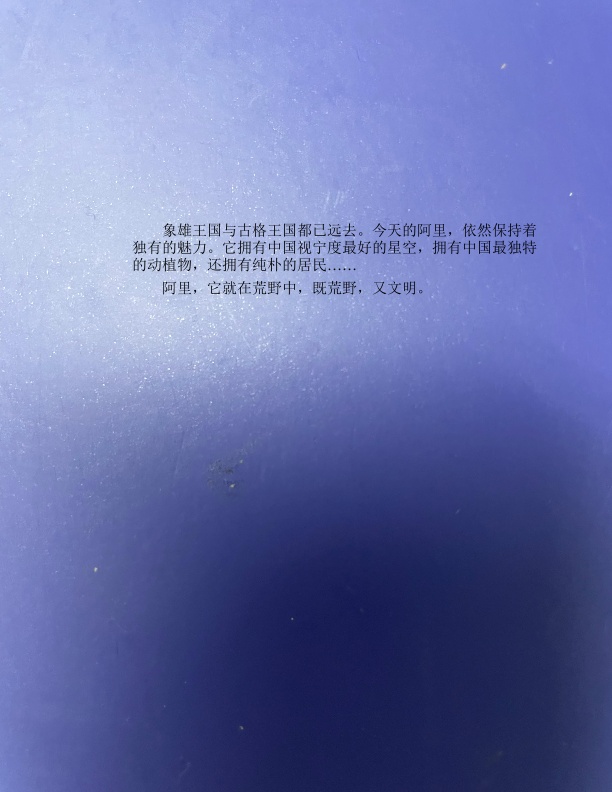 象雄王国与古格王国都已远去。今天的阿里，依然保持着
独有的魅力。它拥有中国视宁度最好的星空，拥有中国最独特
的动植物，还拥有纯朴的居民……
阿里，它就在荒野中，既荒野，又文明。